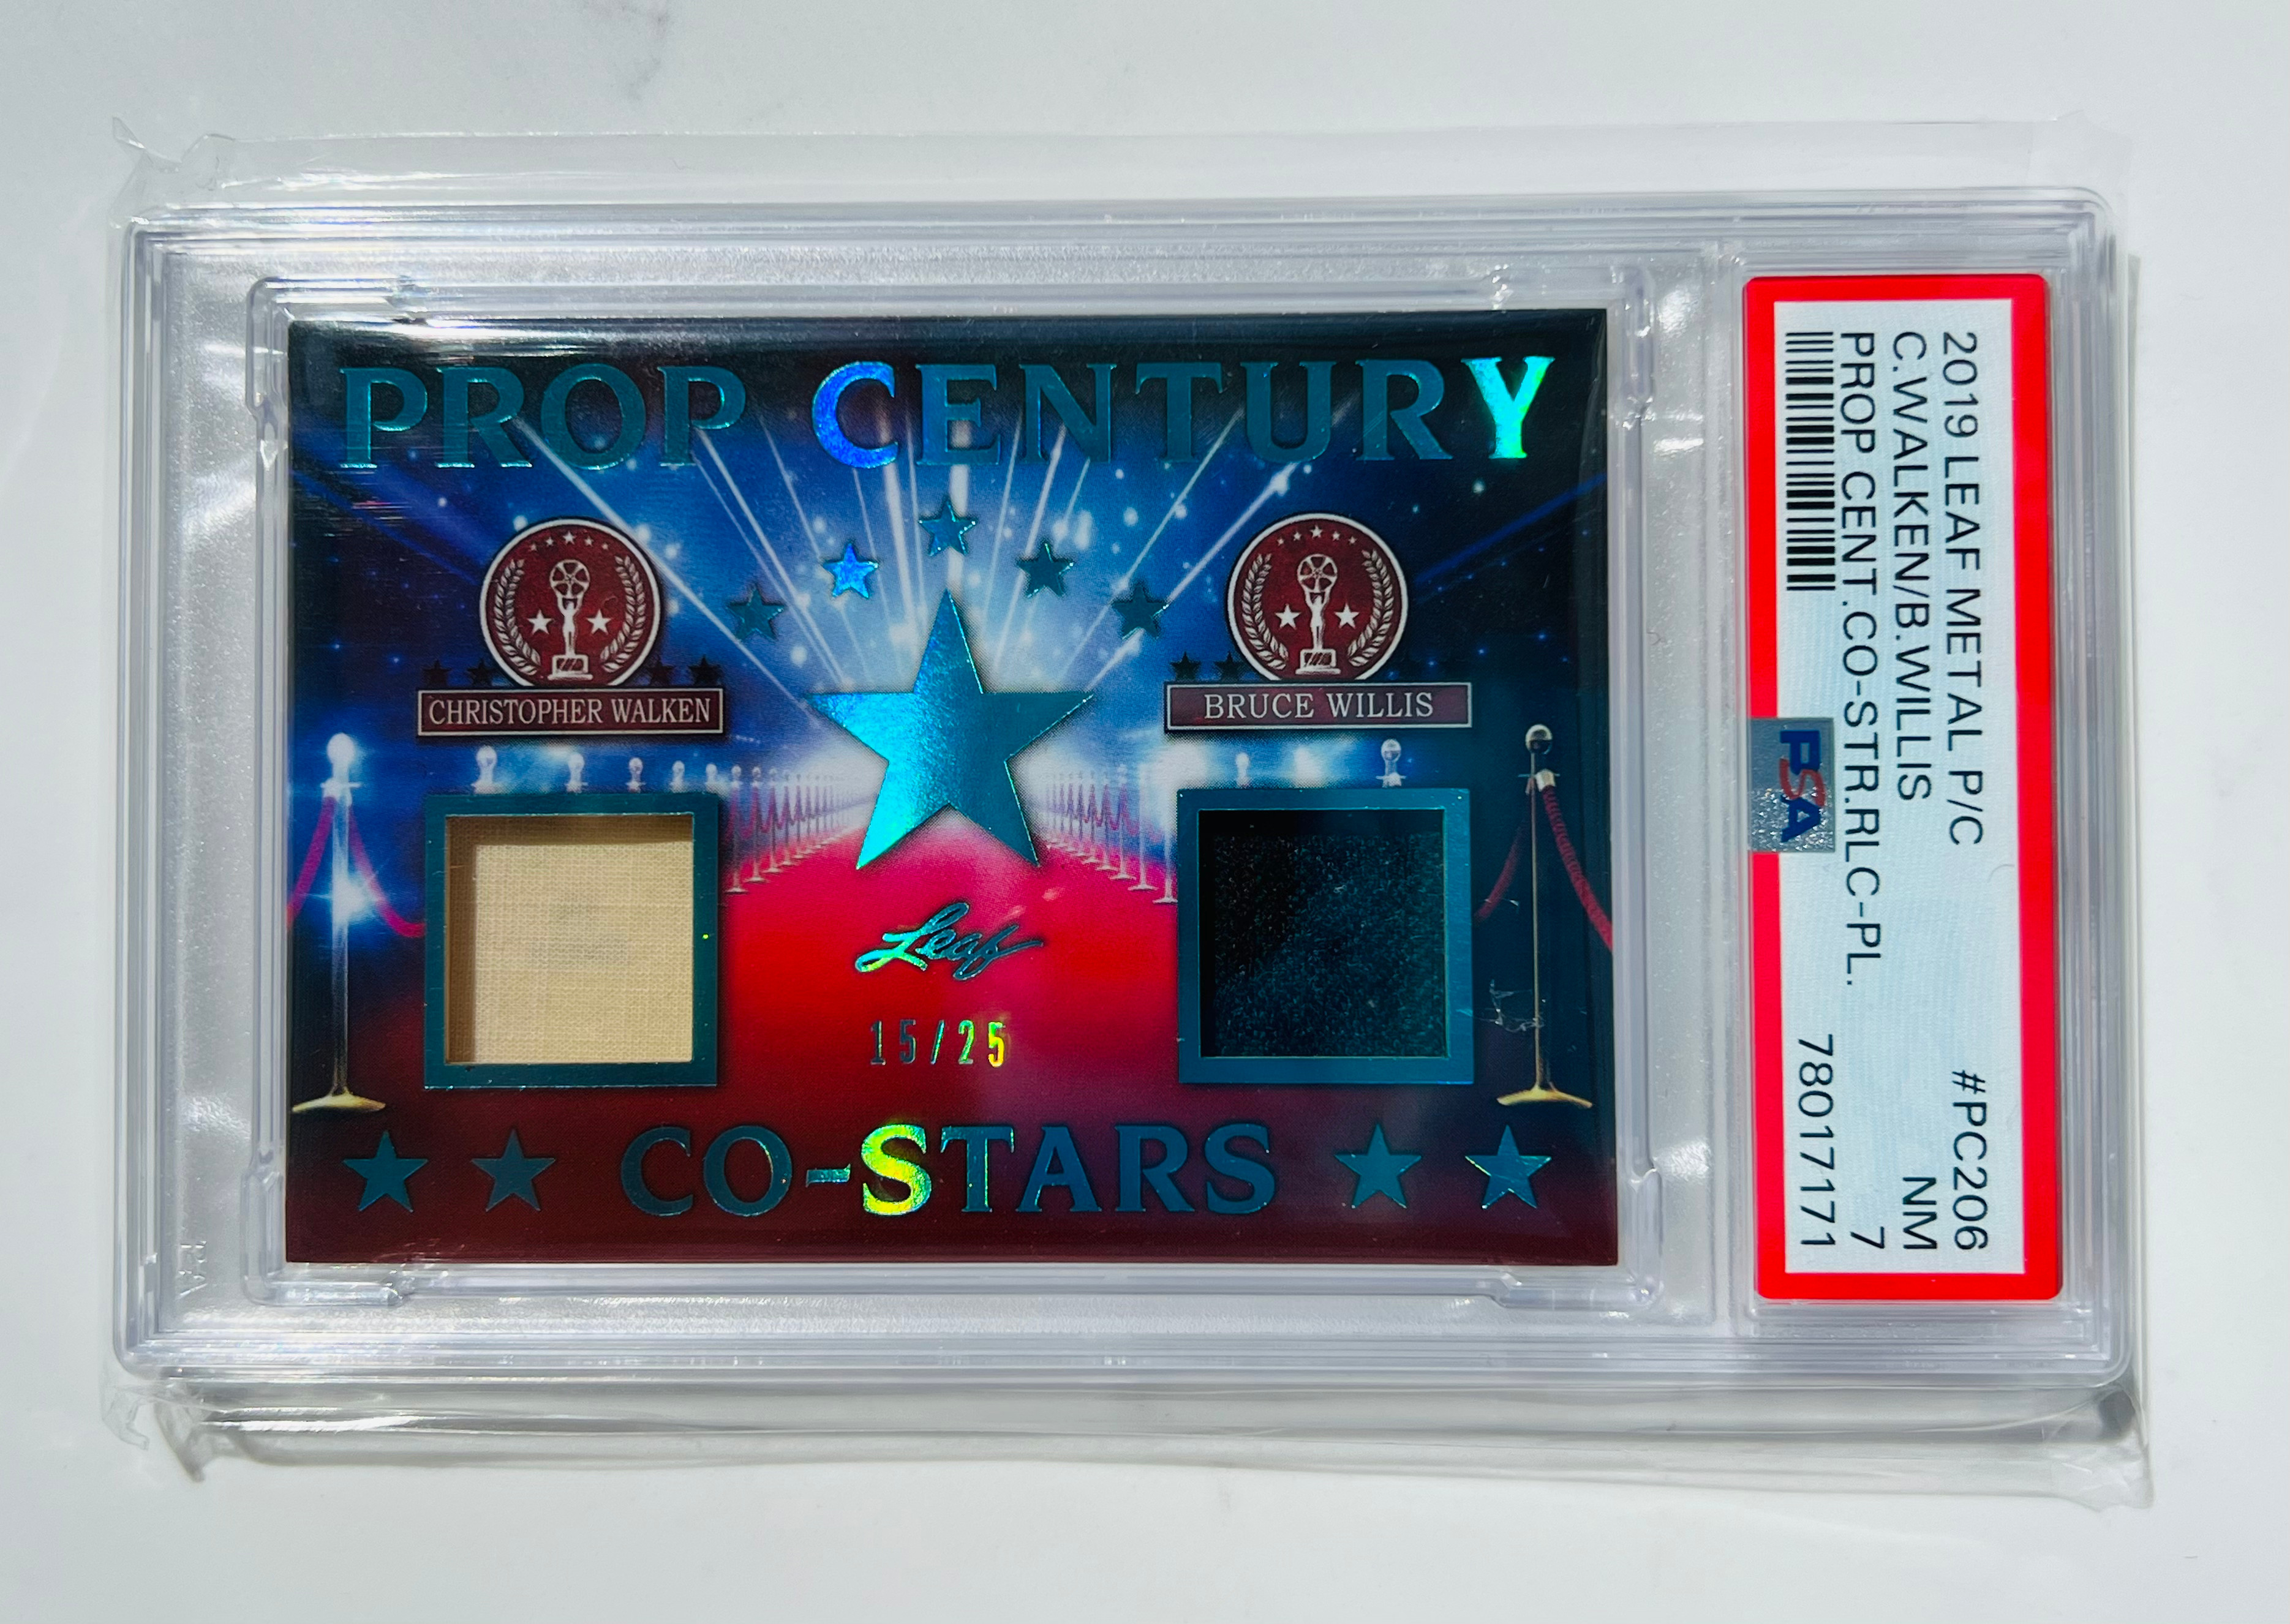 PROP CENTURY
CHRISTOPHER WALKEN
BRUCE WILLIS
Leaf
15/25
CO-STARS
2019 LEAF METAL P/C #PC206
C.WALKEN/B.WILLIS NM
PROP CENT.CO-STR.RLC-PL. 7
78017171
PSA